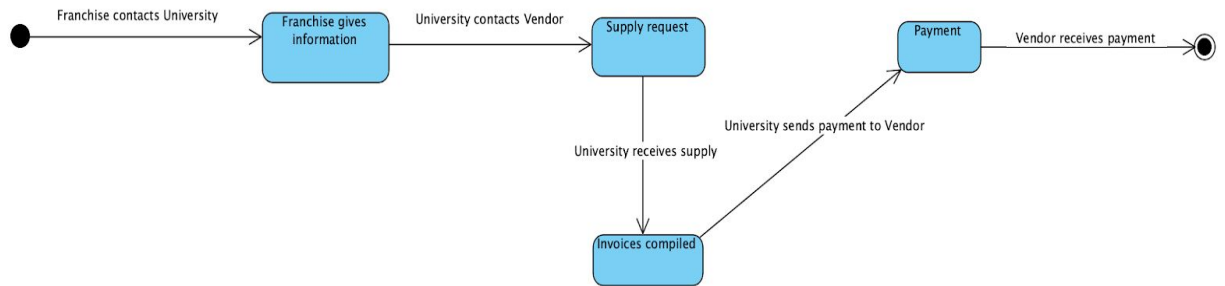 Franchise contacts University
Franchise gives
information
University contacts Vendor
Supply request
University receives supply
Invoices compiled
University sends payment to Vendor
Payment
Vendor receives payment